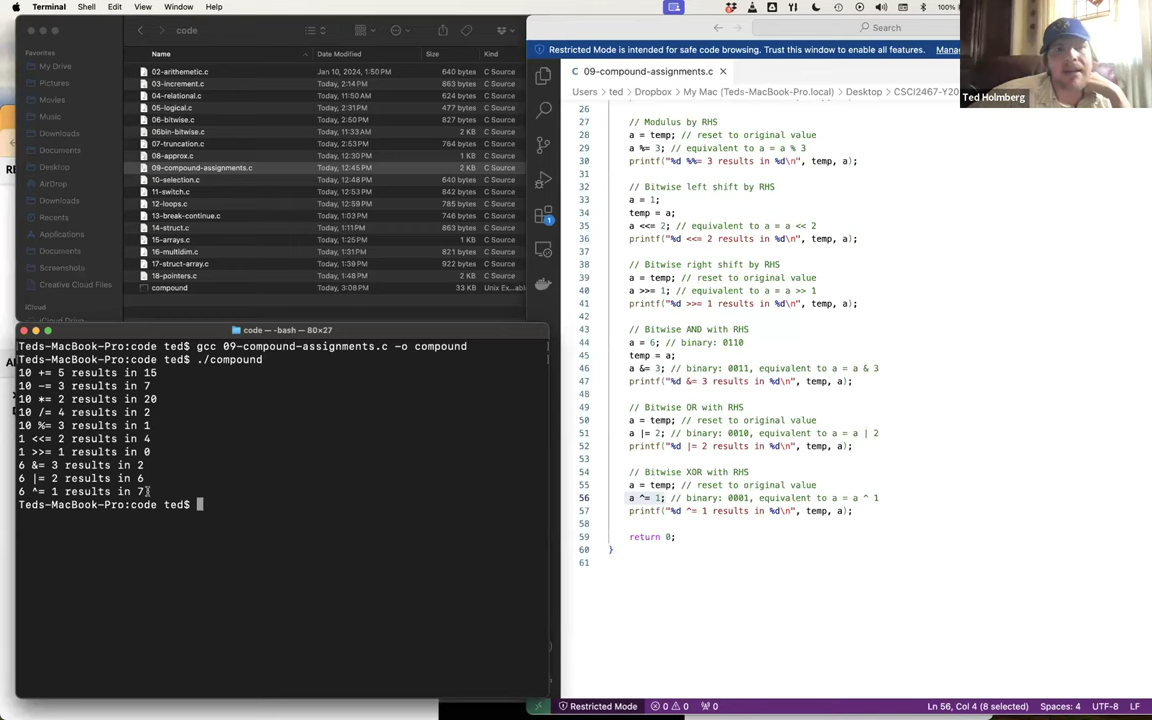 Terminal Shell Edit View Window Help 100%
code
Search
Restricted Mode is intended for safe code browsing. Trust this window to enable all features. Mana
09-compound-assignments.c
Users > ted > Dropbox > My Mac (Teds-MacBook-Pro.local) > Desktop > CSCI2467-Y20
Ted Holmberg
Favorites
My Drive
Pictures
Movies
Music
Downloads
Documents
Desktop
AirDrop
Downloads
Recents
Applications
Documents
Screenshots
Creative Cloud Files
iCloud
iCloud Drive
Name Date Modified Size Kind
02-arithemetic.c Jan 10, 2024, 1:50 PM 640 bytes C Source
03-increment.c Today, 2:14 PM 863 bytes C Source
04-relational.c Today, 11:50 AM 624 bytes C Source
05-logical.c Today, 2:31 PM 477 bytes C Source
06-bitwise.c Today, 2:33 PM 640 bytes C Source
06bin-bitwise.c Today, 11:33 AM 2 KB C Source
07-truncation.c Today, 2:53 PM 764 bytes C Source
08-approx.c Today, 12:30 PM 1 KB C Source
09-compound-assignments.c Today, 12:45 PM 2 KB C Source
10-selection.c Today, 12:48 PM 640 bytes C Source
11-switch.c Today, 12:53 PM 842 bytes C Source
12-loops.c Today, 12:59 PM 785 bytes C Source
13-break-continue.c Today, 1:03 PM 746 bytes C Source
14-struct.c Today, 1:11 PM 863 bytes C Source
15-arrays.c Today, 1:25 PM 1 KB C Source
16-multidim.c Today, 1:31 PM 821 bytes C Source
17-struct-array.c Today, 1:39 PM 922 bytes C Source
18-pointers.c Today, 1:48 PM 2 KB C Source
compound Today, 3:08 PM 33 KB Unix Ex...able
code — -bash — 80×27
Teds-MacBook-Pro:code ted$ gcc 09-compound-assignments.c -o compound
Teds-MacBook-Pro:code ted$ ./compound
10 += 5 results in 15
10 -= 3 results in 7
10 *= 2 results in 20
10 /= 4 results in 2
10 %= 3 results in 1
1 <<= 2 results in 4
1 >>= 1 results in 0
6 &= 3 results in 2
6 |= 2 results in 6
6 ^= 1 results in 7
Teds-MacBook-Pro:code ted$
26
27 // Modulus by RHS
28 a = temp; // reset to original value
29 a %= 3; // equivalent to a = a % 3
30 printf("%d %%= 3 results in %d\n", temp, a);
31
32 // Bitwise left shift by RHS
33 a = 1;
34 temp = a;
35 a <<= 2; // equivalent to a = a << 2
36 printf("%d <<= 2 results in %d\n", temp, a);
37
38 // Bitwise right shift by RHS
39 a = temp; // reset to original value
40 a >>= 1; // equivalent to a = a >> 1
41 printf("%d >>= 1 results in %d\n", temp, a);
42
43 // Bitwise AND with RHS
44 a = 6; // binary: 0110
45 temp = a;
46 a &= 3; // binary: 0011, equivalent to a = a & 3
47 printf("%d &= 3 results in %d\n", temp, a);
48
49 // Bitwise OR with RHS
50 a = temp; // reset to original value
51 a |= 2; // binary: 0010, equivalent to a = a | 2
52 printf("%d |= 2 results in %d\n", temp, a);
53
54 // Bitwise XOR with RHS
55 a = temp; // reset to original value
56 a ^= 1; // binary: 0001, equivalent to a = a ^ 1
57 printf("%d ^= 1 results in %d\n", temp, a);
58
59 return 0;
60 }
61
1
Restricted Mode 0 0 0 Ln 56, Col 4 (8 selected) Spaces: 4 UTF-8 LF